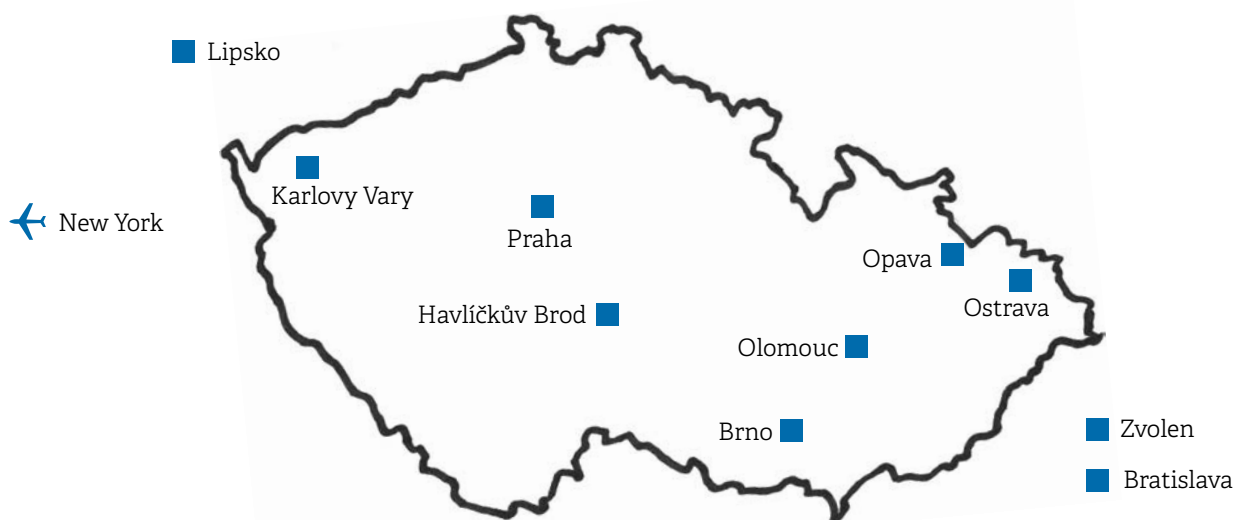 Lipsko
Karlovy Vary
New York
Praha
Opava
Ostrava
Havlíčkův Brod
Olomouc
Brno
Zvolen
Bratislava